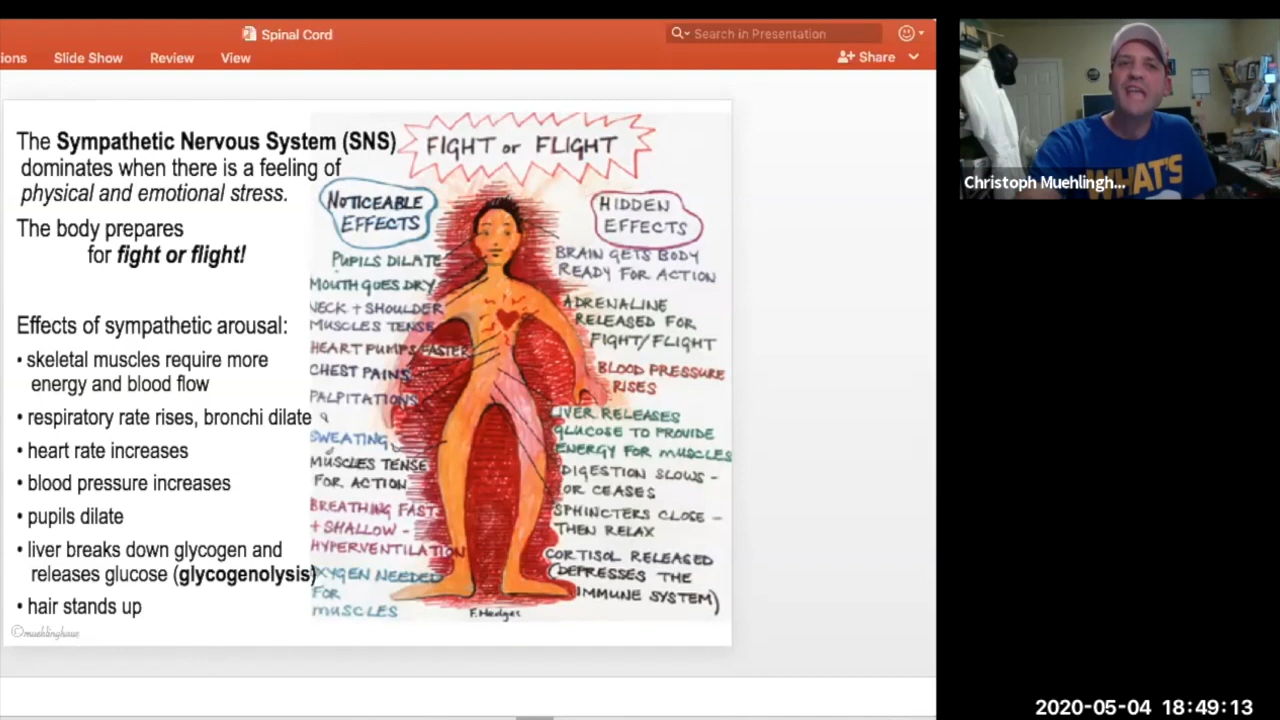 Spinal Cord
Search in Presentation
ions
Slide Show
Review
View
Share
The Sympathetic Nervous System (SNS)
dominates when there is a feeling of
physical and emotional stress.
The body prepares
for fight or flight!
Effects of sympathetic arousal:
• skeletal muscles require more
energy and blood flow
• respiratory rate rises, bronchi dilate
• heart rate increases
• blood pressure increases
• pupils dilate
• liver breaks down glycogen and
releases glucose (glycogenolysis)
• hair stands up
©muehlinghaus
FIGHT or FLIGHT
NOTICEABLE
EFFECTS
PUPILS DILATE
MOUTH GOES DRY
NECK + SHOULDER
MUSCLES TENSE
HEART PUMPS FASTER
CHEST PAINS
PALPITATIONS
SWEATING
MUSCLES TENSE
FOR ACTION
BREATHING FAST
+ SHALLOW -
HYPERVENTILATION
OXYGEN NEEDED
FOR
MUSCLES
HIDDEN
EFFECTS
BRAIN GETS BODY
READY FOR ACTION
ADRENALINE
RELEASED FOR
FIGHT/FLIGHT
BLOOD PRESSURE
RISES
LIVER RELEASES
GLUCOSE TO PROVIDE
ENERGY FOR MUSCLES
DIGESTION SLOWS -
OR CEASES
SPHINCTERS CLOSE -
THEN RELAX
CORTISOL RELEASED
(DEPRESSES THE
IMMUNE SYSTEM)
F. Hedger
WHAT'S
Christoph Muehlingh...
2020-05-04 18:49:13